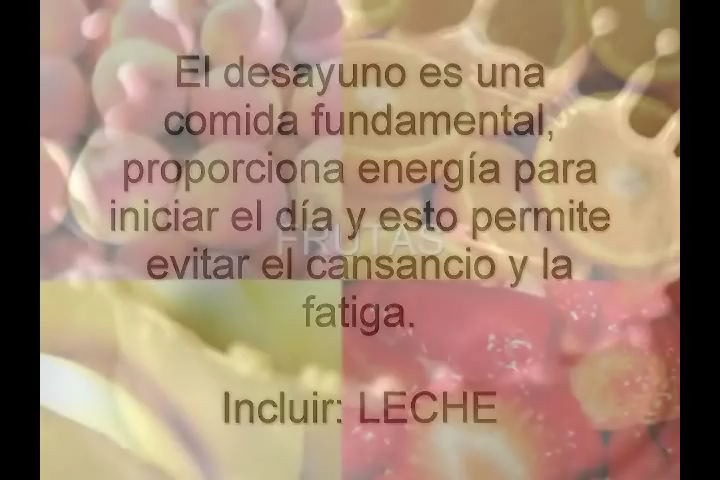 El desayuno es una
comida fundamental,
proporciona energía para
iniciar el día y esto permite
FRUTAS
evitar el cansancio y la
fatiga.
Incluir: LECHE